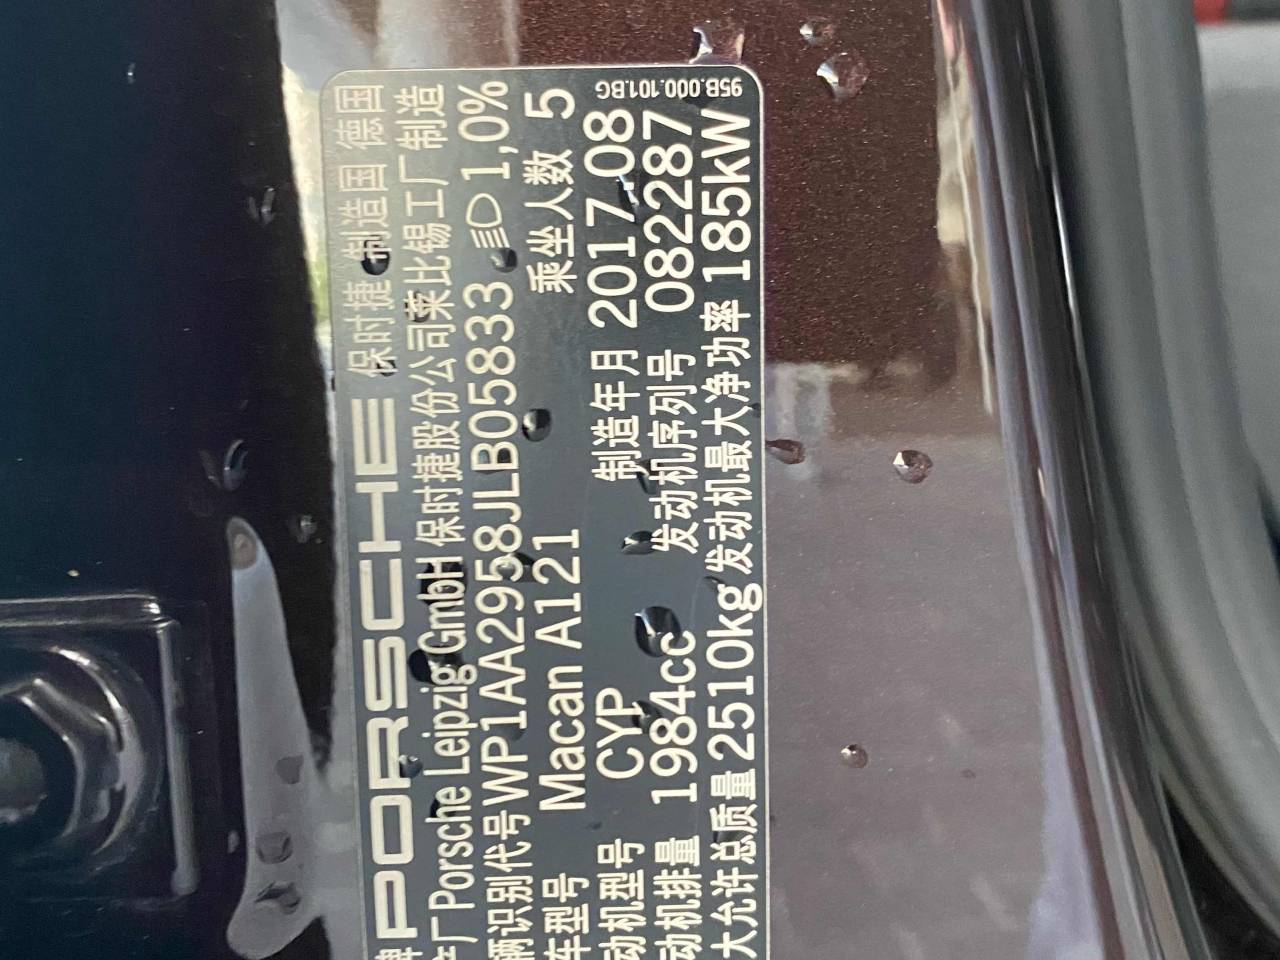 牌 PORSCHE 保时捷 制造国 德国
产厂 Porsche Leipzig GmbH 保时捷股份公司莱比锡工厂制造
辆识别代号 WP1AA2958JLB05833 1,0%
车型号 Macan A121 乘坐人数 5
动机型号 CYP 制造年月 2017.08
动机排量 1984cc 发动机序列号 082287
大允许总质量 2510kg 发动机最大净功率 185kW
95B.000.101.BG